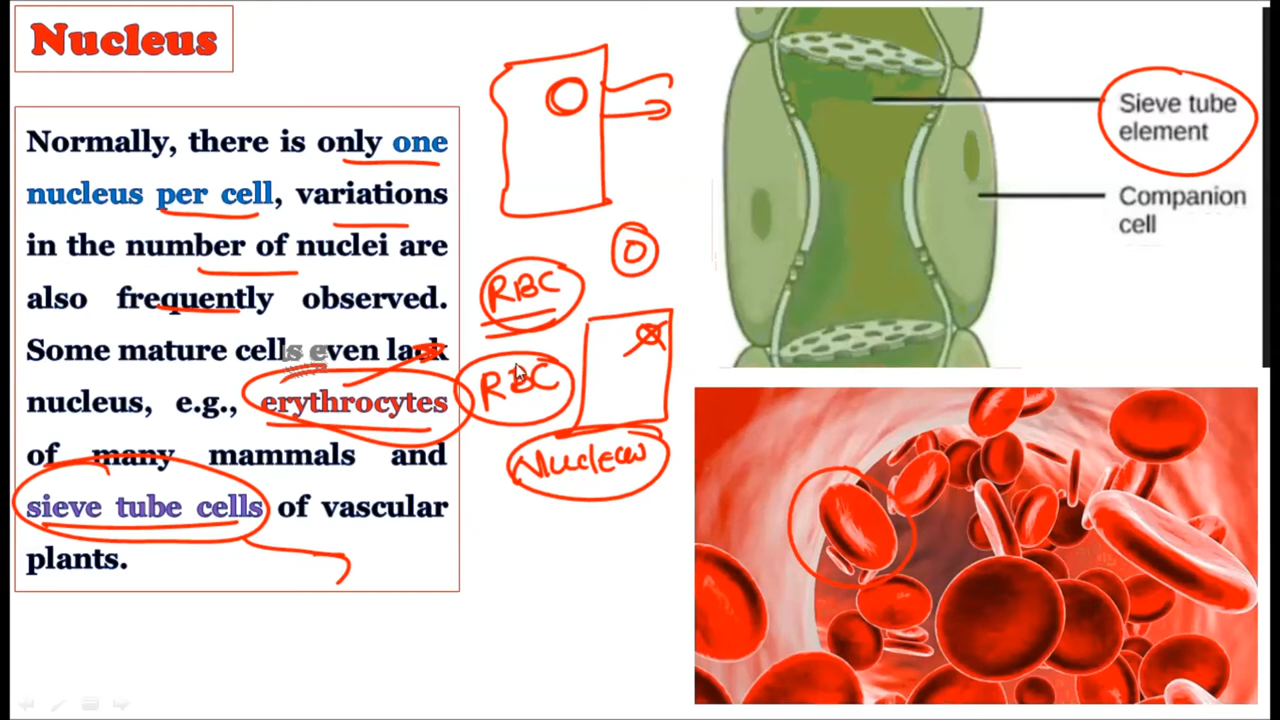 Nucleus
Normally, there is only one
nucleus per cell, variations
in the number of nuclei are
also frequently observed.
Some mature cells even lack
nucleus, e.g., erythrocytes
of many mammals and
sieve tube cells of vascular
plants.
RBC
RBC
Nucleus
Sieve tube
element
Companion
cell